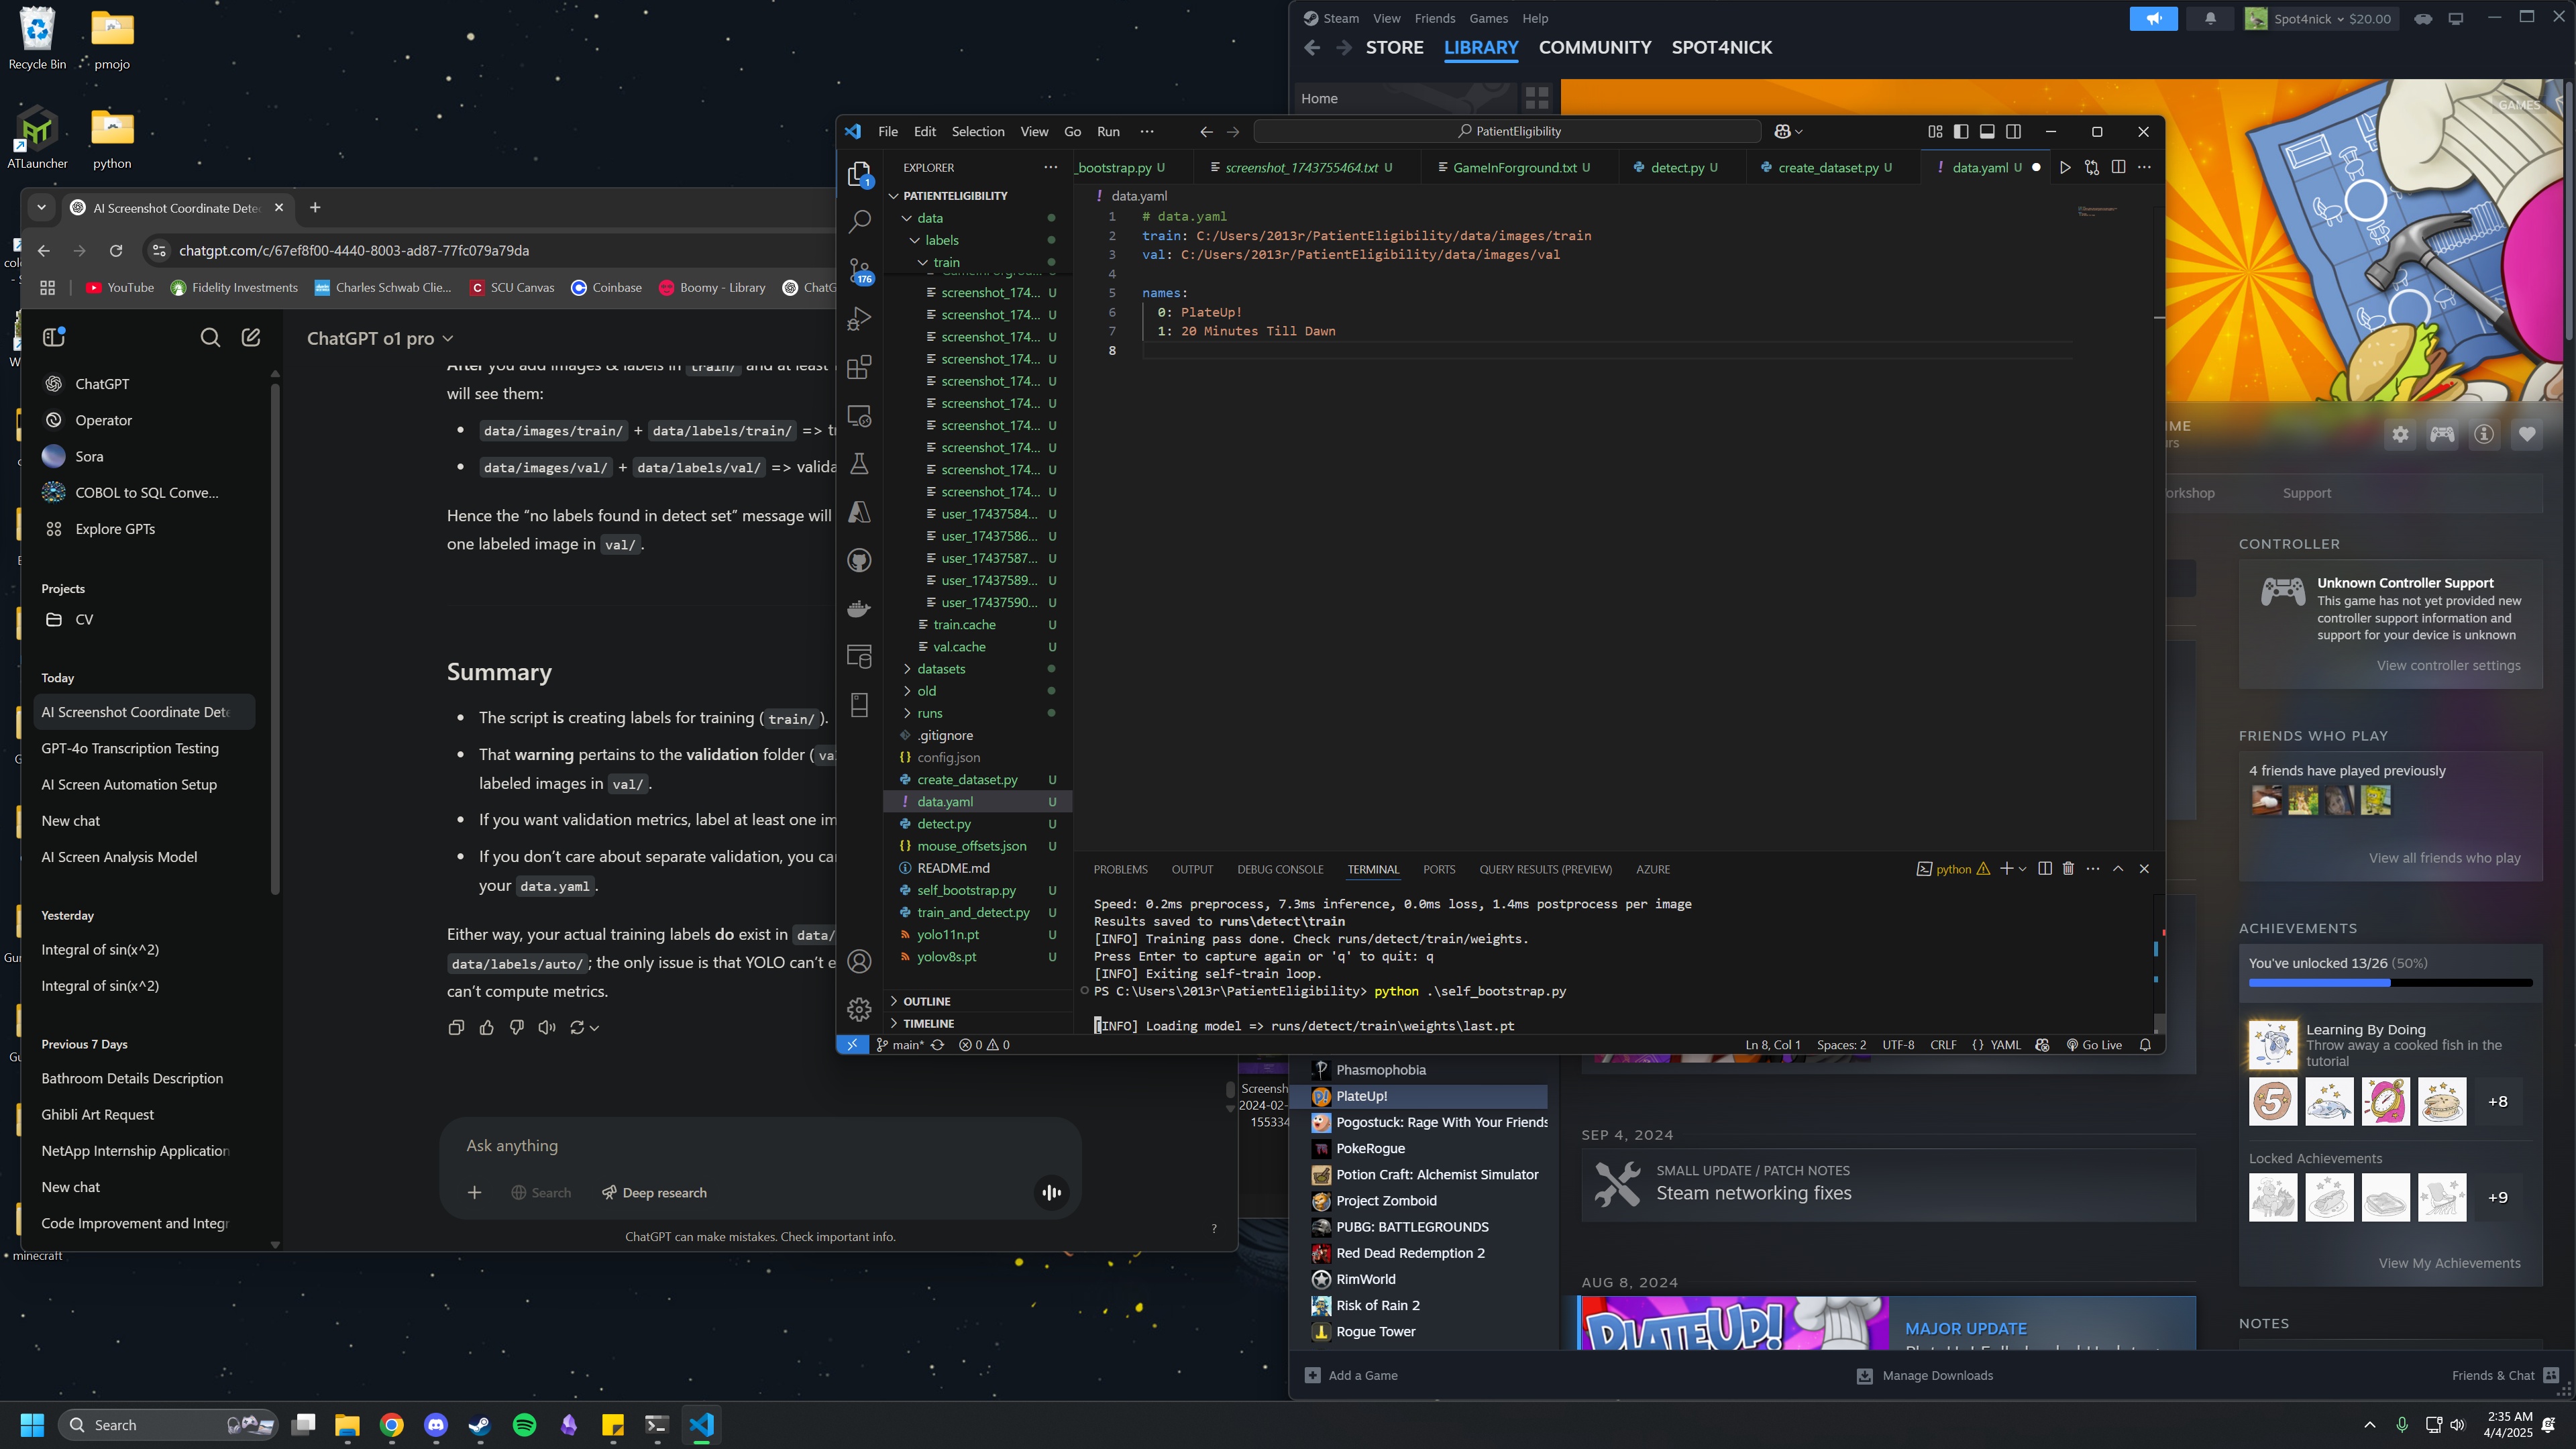 Recycle Bin
pmojo
ATLauncher
python
minecraft
AI Screenshot Coordinate Dete
chatgpt.com/c/67ef8f00-4440-8003-ad87-77fc079a79da
YouTube
Fidelity Investments
Charles Schwab Clie...
SCU Canvas
Coinbase
Boomy - Library
ChatG
ChatGPT
Operator
Sora
COBOL to SQL Conve...
Explore GPTs
Projects
CV
Today
AI Screenshot Coordinate Dete
GPT-4o Transcription Testing
AI Screen Automation Setup
New chat
AI Screen Analysis Model
Yesterday
Integral of sin(x^2)
Integral of sin(x^2)
Previous 7 Days
Bathroom Details Description
Ghibli Art Request
NetApp Internship Application
New chat
Code Improvement and Integr
ChatGPT o1 pro
After you add images & labels in train/ and at least
will see them:
data/images/train/ + data/labels/train/ => tr
data/images/val/ + data/labels/val/ => valida
Hence the “no labels found in detect set” message will
one labeled image in val/.
Summary
The script is creating labels for training (train/).
That warning pertains to the validation folder (va
labeled images in val/.
If you want validation metrics, label at least one im
If you don’t care about separate validation, you ca
your data.yaml.
Either way, your actual training labels do exist in data/
data/labels/auto/; the only issue is that YOLO can’t e
can’t compute metrics.
Ask anything
Search
Deep research
ChatGPT can make mistakes. Check important info.
?
Screensh
2024-02-
155334
File Edit Selection View Go Run ···
PatientEligibility
EXPLORER
_bootstrap.py U
screenshot_1743755464.txt U
GameInForground.txt U
detect.py U
create_dataset.py U
data.yaml U
1
176
PATIENTELIGIBILITY
data
labels
train
screenshot_174... U
screenshot_174... U
screenshot_174... U
screenshot_174... U
screenshot_174... U
screenshot_174... U
screenshot_174... U
screenshot_174... U
screenshot_174... U
screenshot_174... U
user_17437584... U
user_17437586... U
user_17437587... U
user_17437589... U
user_17437590... U
train.cache U
val.cache U
datasets
old
runs
.gitignore
config.json
create_dataset.py U
data.yaml U
detect.py U
mouse_offsets.json U
README.md
self_bootstrap.py U
train_and_detect.py U
yolo11n.pt U
yolov8s.pt U
OUTLINE
TIMELINE
data.yaml
1 # data.yaml
2 train: C:/Users/2013r/PatientEligibility/data/images/train
3 val: C:/Users/2013r/PatientEligibility/data/images/val
4
5 names:
6 0: PlateUp!
7 1: 20 Minutes Till Dawn
8
PROBLEMS OUTPUT DEBUG CONSOLE TERMINAL PORTS QUERY RESULTS (PREVIEW) AZURE
python
Speed: 0.2ms preprocess, 7.3ms inference, 0.0ms loss, 1.4ms postprocess per image
Results saved to runs\detect\train
[INFO] Training pass done. Check runs/detect/train/weights.
Press Enter to capture again or 'q' to quit: q
[INFO] Exiting self-train loop.
PS C:\Users\2013r\PatientEligibility> python .\self_bootstrap.py
[INFO] Loading model => runs/detect/train\weights\last.pt
main* 0 0
Ln 8, Col 1 Spaces: 2 UTF-8 CRLF {} YAML Go Live
Steam View Friends Games Help
Spot4nick $20.00
STORE LIBRARY COMMUNITY SPOT4NICK
Home
GAMES
Support
CONTROLLER
Unknown Controller Support
This game has not yet provided new
controller support information and
support for your device is unknown
View controller settings
FRIENDS WHO PLAY
4 friends have played previously
View all friends who play
ACHIEVEMENTS
You've unlocked 13/26 (50%)
Learning By Doing
Throw away a cooked fish in the
tutorial
+8
Locked Achievements
+9
View My Achievements
NOTES
Phasmophobia
PlateUp!
Pogostuck: Rage With Your Friends
PokeRogue
Potion Craft: Alchemist Simulator
Project Zomboid
PUBG: BATTLEGROUNDS
Red Dead Redemption 2
RimWorld
Risk of Rain 2
Rogue Tower
SEP 4, 2024
SMALL UPDATE / PATCH NOTES
Steam networking fixes
AUG 8, 2024
PLATEUP!
MAJOR UPDATE
Add a Game
Manage Downloads
Friends & Chat
Search
2:35 AM
4/4/2025